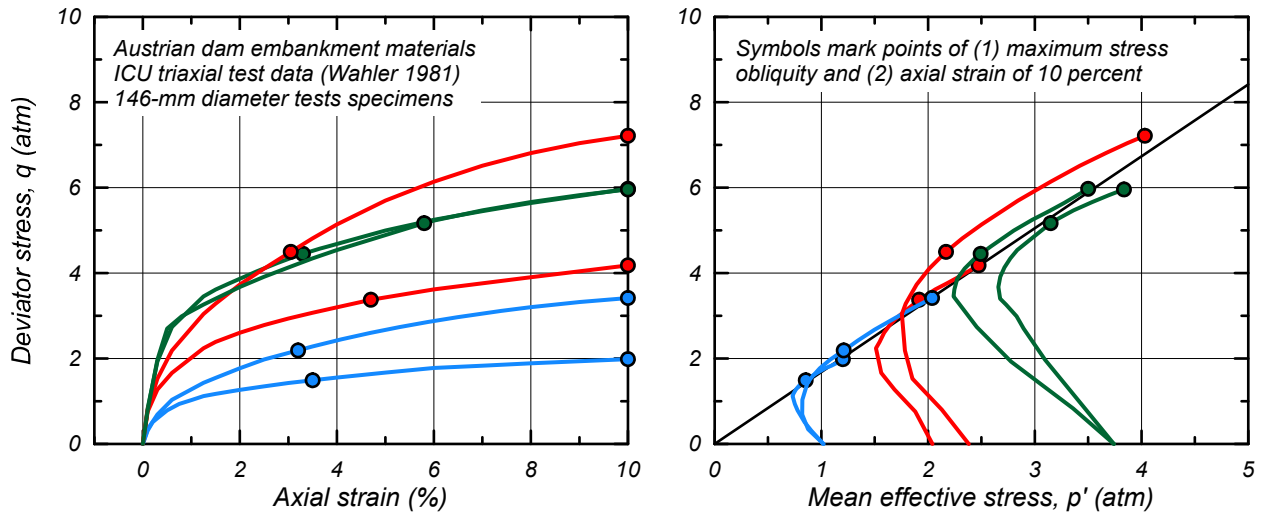 10
8
6
4
2
0
Deviator stress, q (atm)
Austrian dam embankment materials
ICU triaxial test data (Wahler 1981)
146-mm diameter tests specimens
0 2 4 6 8 10
Axial strain (%)
10
8
6
4
2
0
Symbols mark points of (1) maximum stress
obliquity and (2) axial strain of 10 percent
0 1 2 3 4 5
Mean effective stress, p' (atm)